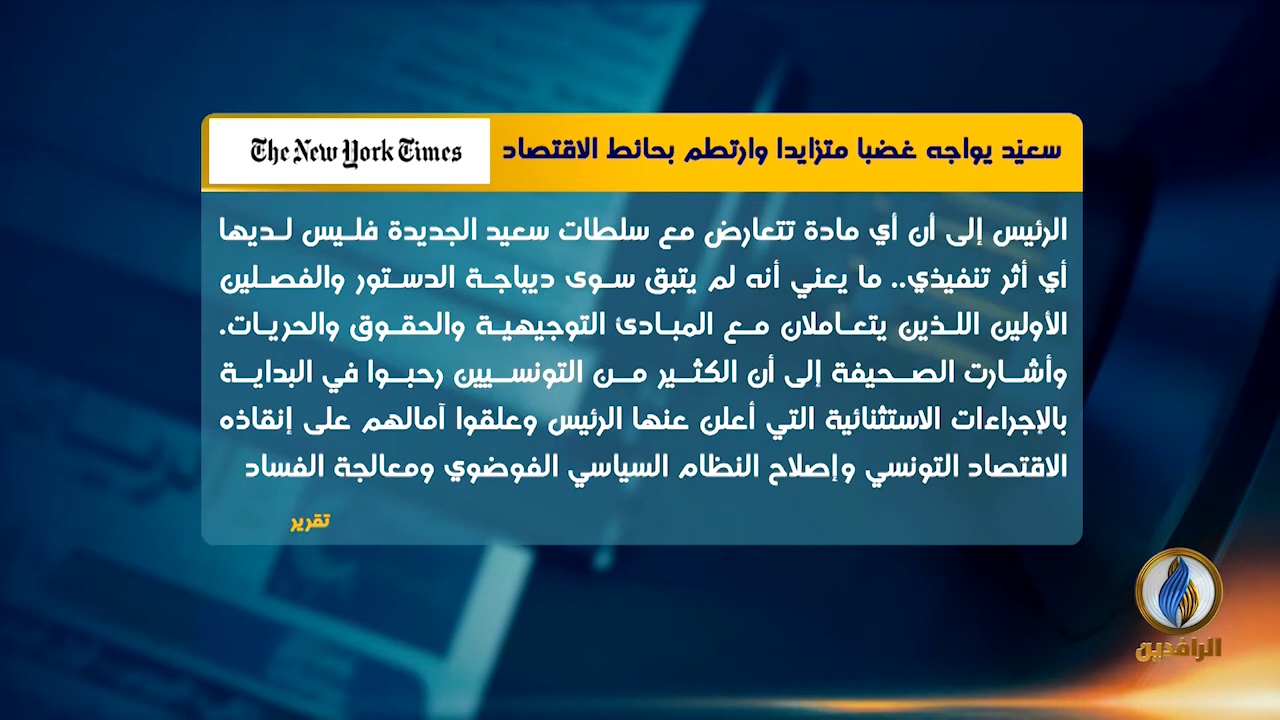 سعيّد يواجه غضبا متزايدا وارتطم بحائط الاقتصاد
The New York Times
الرئيس إلى أن أي مادة تتعارض مع سلطات سعيد الجديدة فليس لديها
أي أثر تنفيذي.. ما يعني أنه لم يتبق سوى ديباجة الدستور والفصلين
الأولين اللذين يتعاملان مع المبادئ التوجيهية والحقوق والحريات.
وأشارت الصحيفة إلى أن الكثير من التونسيين رحبوا في البداية
بالإجراءات الاستثنائية التي أعلن عنها الرئيس وعلقوا آمالهم على إنقاذه
الاقتصاد التونسي وإصلاح النظام السياسي الفوضوي ومعالجة الفساد
تقرير
الرافدين